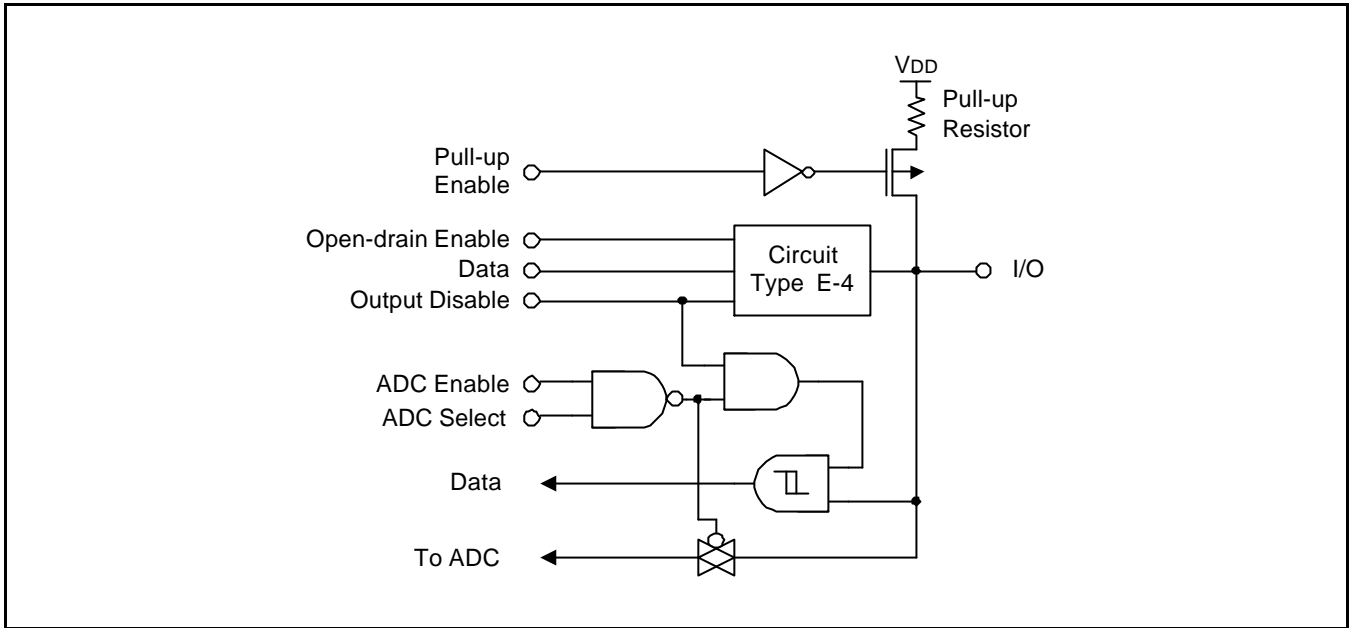 VDD
Pull-up
Resistor
Pull-up
Enable
Open-drain Enable
Data
Output Disable
Circuit
Type E-4
I/O
ADC Enable
ADC Select
Data
To ADC